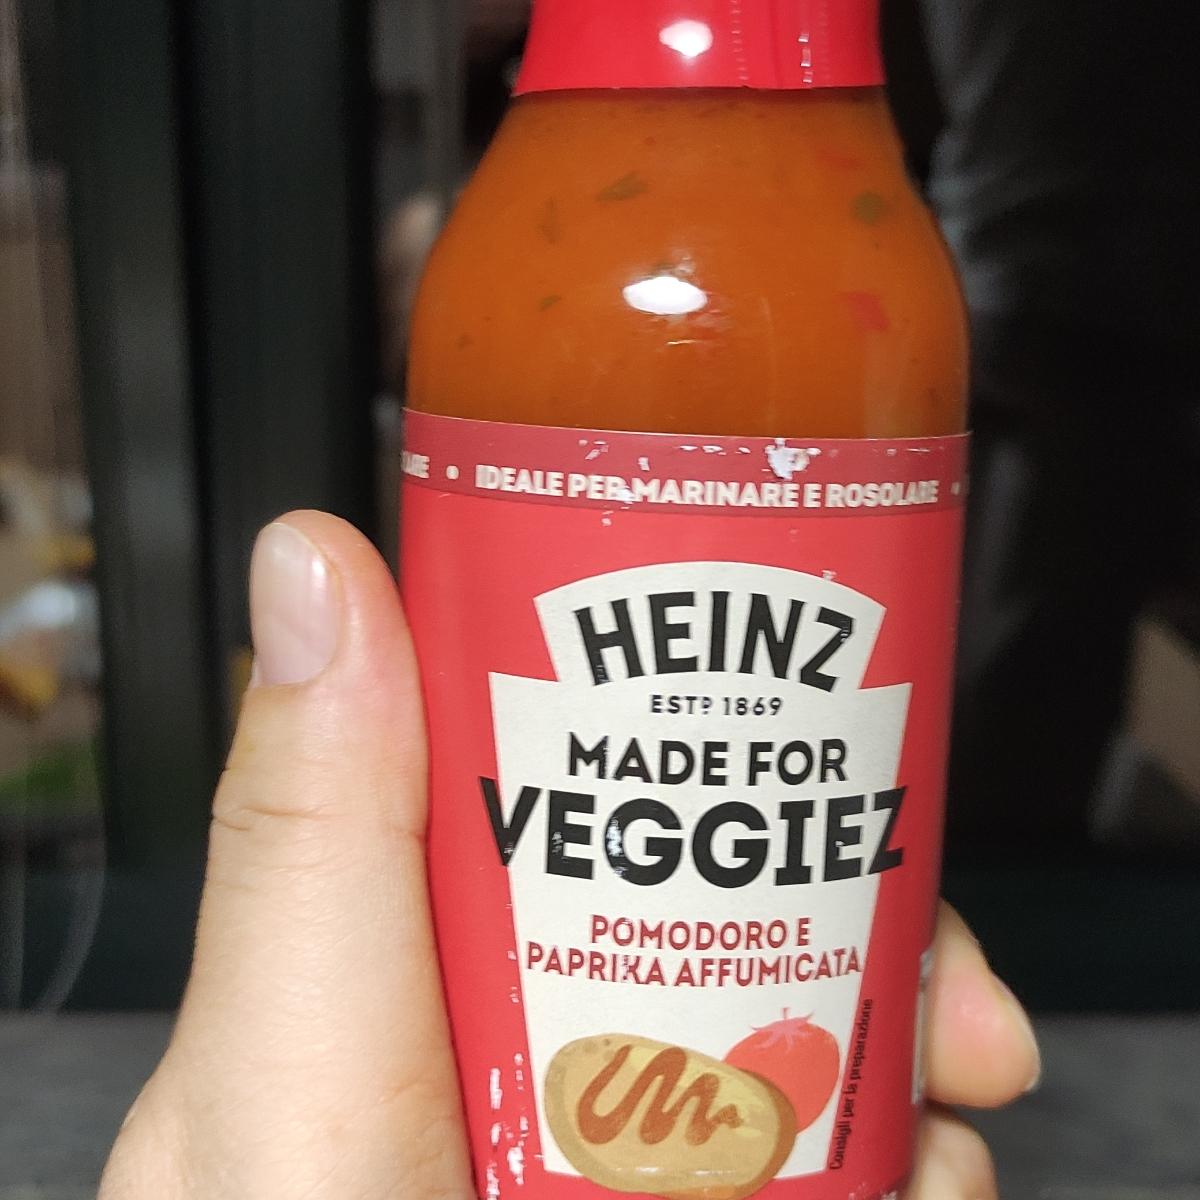 • IDEALE PER MARINARE E ROSOLARE •
HEINZ
ESTD 1869
MADE FOR
VEGGIEZ
POMODORO E
PAPRIKA AFFUMICATA
Consigli per la preparazione